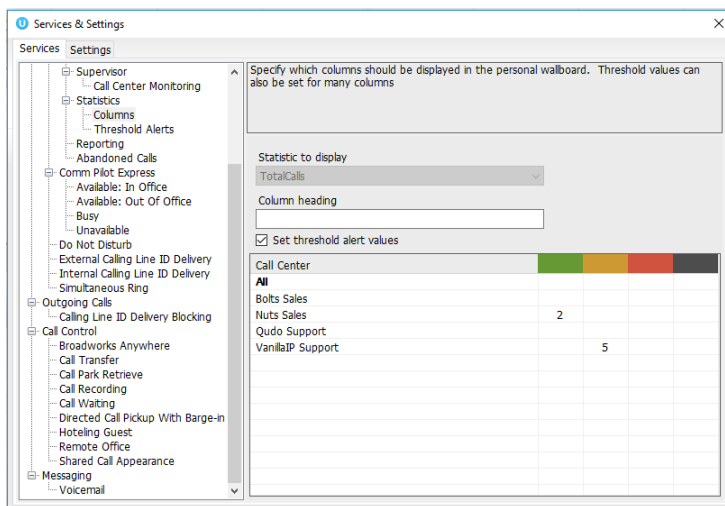 Services & Settings
Services Settings
Supervisor
Call Center Monitoring
Statistics
Columns
Threshold Alerts
Reporting
Abandoned Calls
Comm Pilot Express
Available: In Office
Available: Out Of Office
Busy
Unavailable
Do Not Disturb
External Calling Line ID Delivery
Internal Calling Line ID Delivery
Simultaneous Ring
Outgoing Calls
Calling Line ID Delivery Blocking
Call Control
Broadworks Anywhere
Call Transfer
Call Park Retrieve
Call Recording
Call Waiting
Directed Call Pickup With Barge-in
Hoteling Guest
Remote Office
Shared Call Appearance
Messaging
Voicemail
Specify which columns should be displayed in the personal wallboard. Threshold values can
also be set for many columns
Statistic to display
TotalCalls
Column heading
Set threshold alert values
Call Center
All
Bolts Sales
Nuts Sales 2
Qudo Support
VanillaIP Support 5